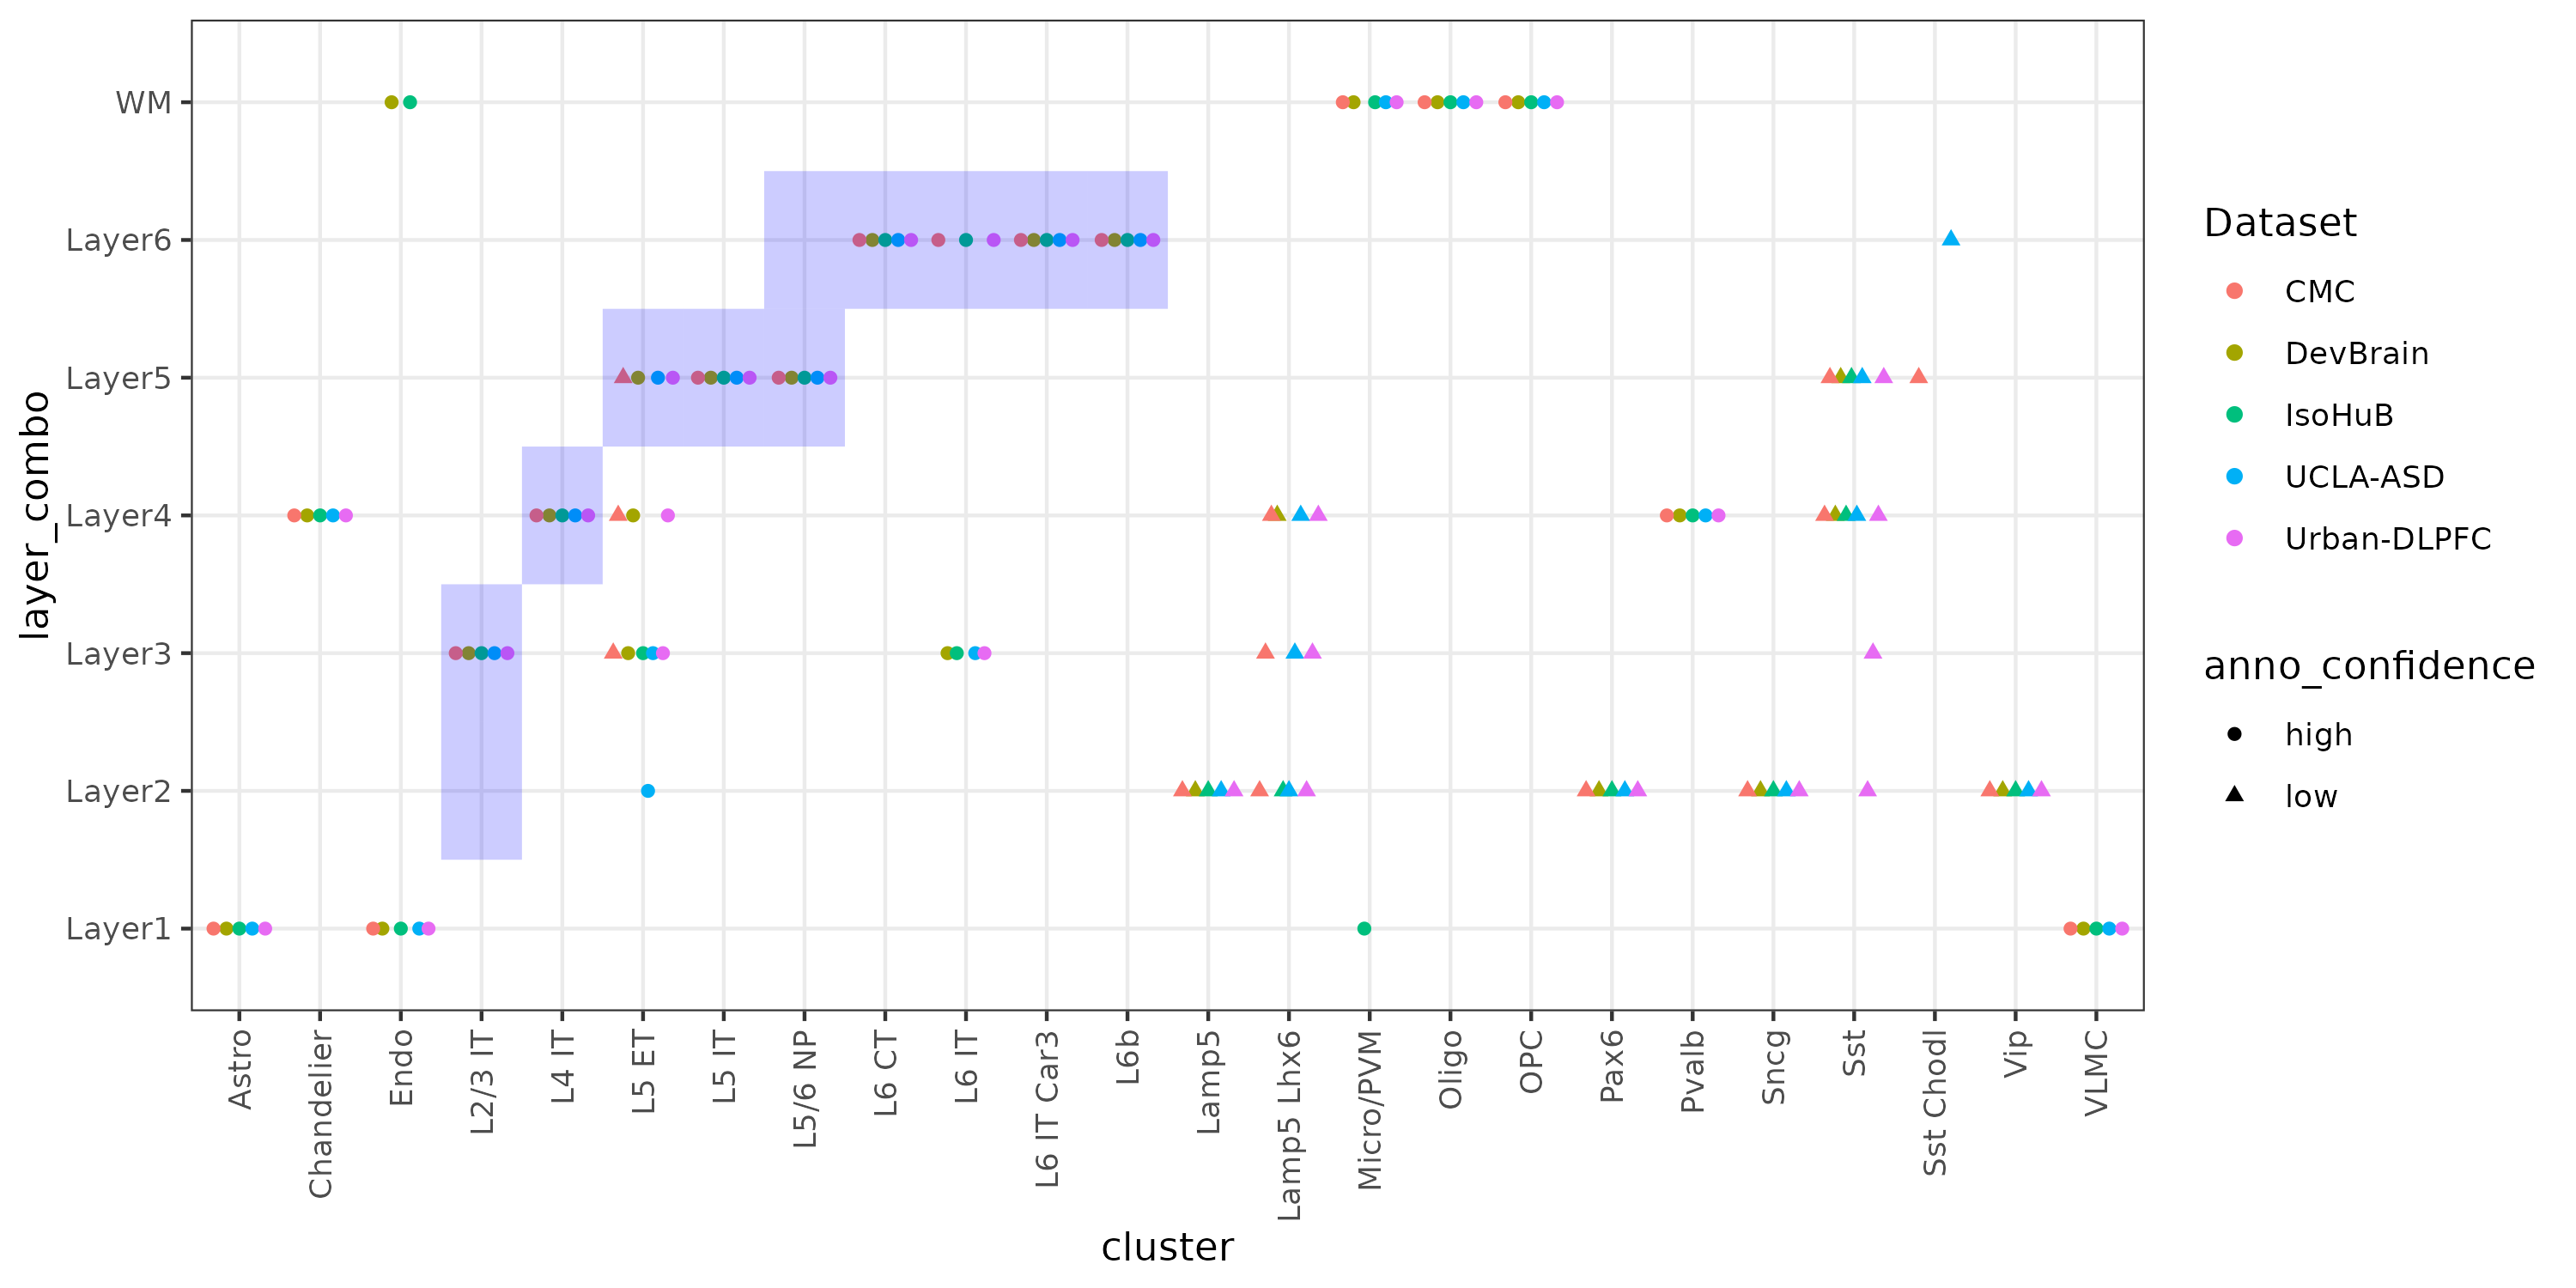 layer_combo
WM
Layer6
Layer5
Layer4
Layer3
Layer2
Layer1
Astro
Chandelier
Endo
L2/3 IT
L4 IT
L5 ET
L5 IT
L5/6 NP
L6 CT
L6 IT
L6 IT Car3
L6b
Lamp5
Lamp5 Lhx6
Micro/PVM
Oligo
OPC
Pax6
Pvalb
Sncg
Sst
Sst Chodl
Vip
VLMC
cluster
Dataset
CMC
DevBrain
IsoHuB
UCLA-ASD
Urban-DLPFC
anno_confidence
high
low